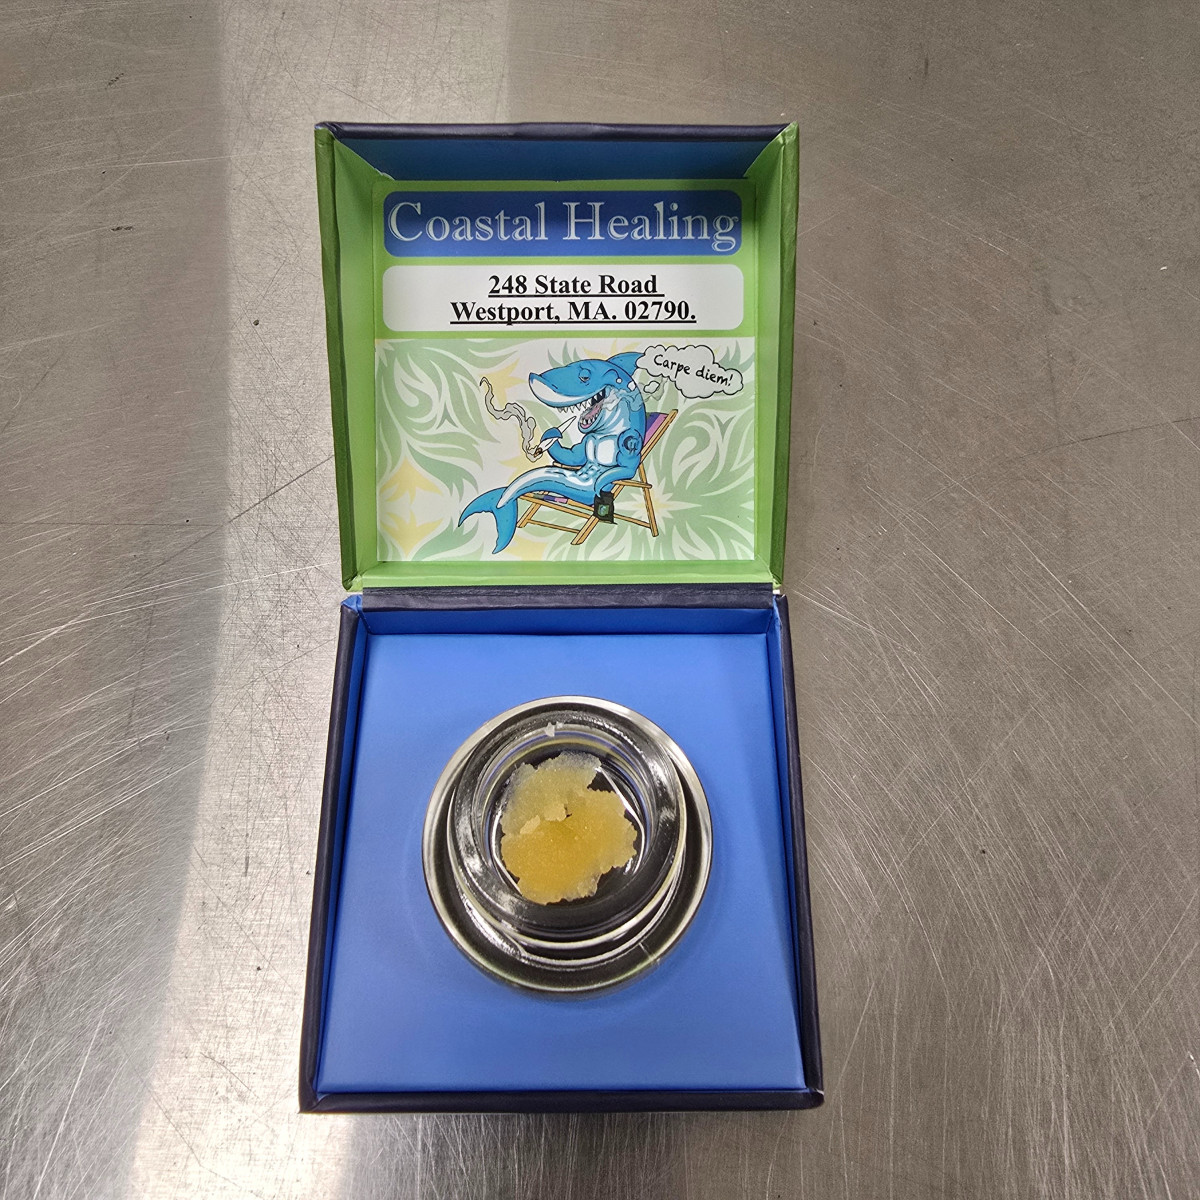 Coastal Healing
248 State Road
Westport, MA. 02790.
Carpe diem!